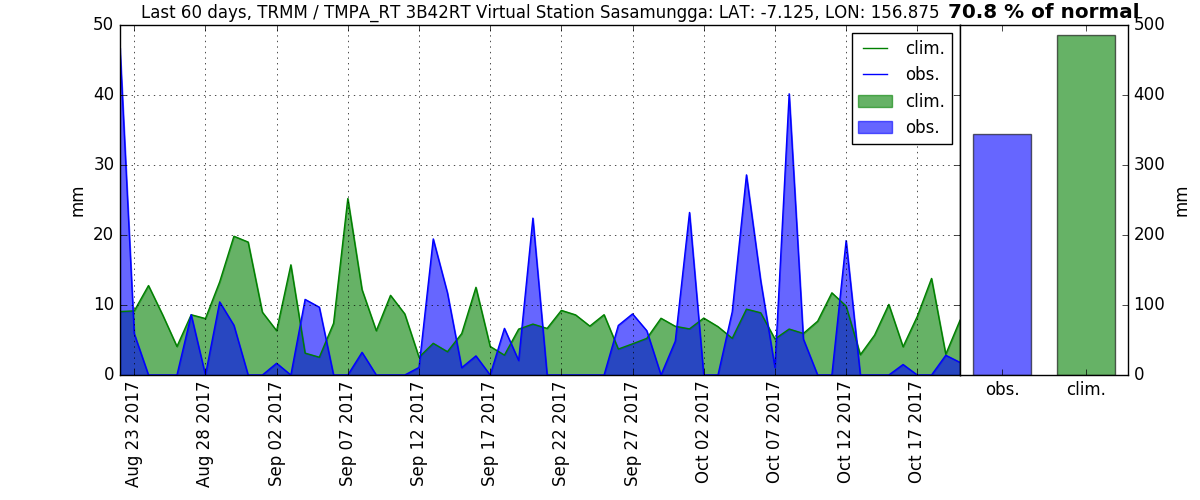 Last 60 days, TRMM / TMPA_RT 3B42RT Virtual Station Sasamungga: LAT: -7.125, LON: 156.875
70.8 % of normal
50
40
30
20
10
0
mm
clim.
obs.
clim.
obs.
Aug 23 2017
Aug 28 2017
Sep 02 2017
Sep 07 2017
Sep 12 2017
Sep 17 2017
Sep 22 2017
Sep 27 2017
Oct 02 2017
Oct 07 2017
Oct 12 2017
Oct 17 2017
500
400
300
200
100
0
mm
obs.
clim.